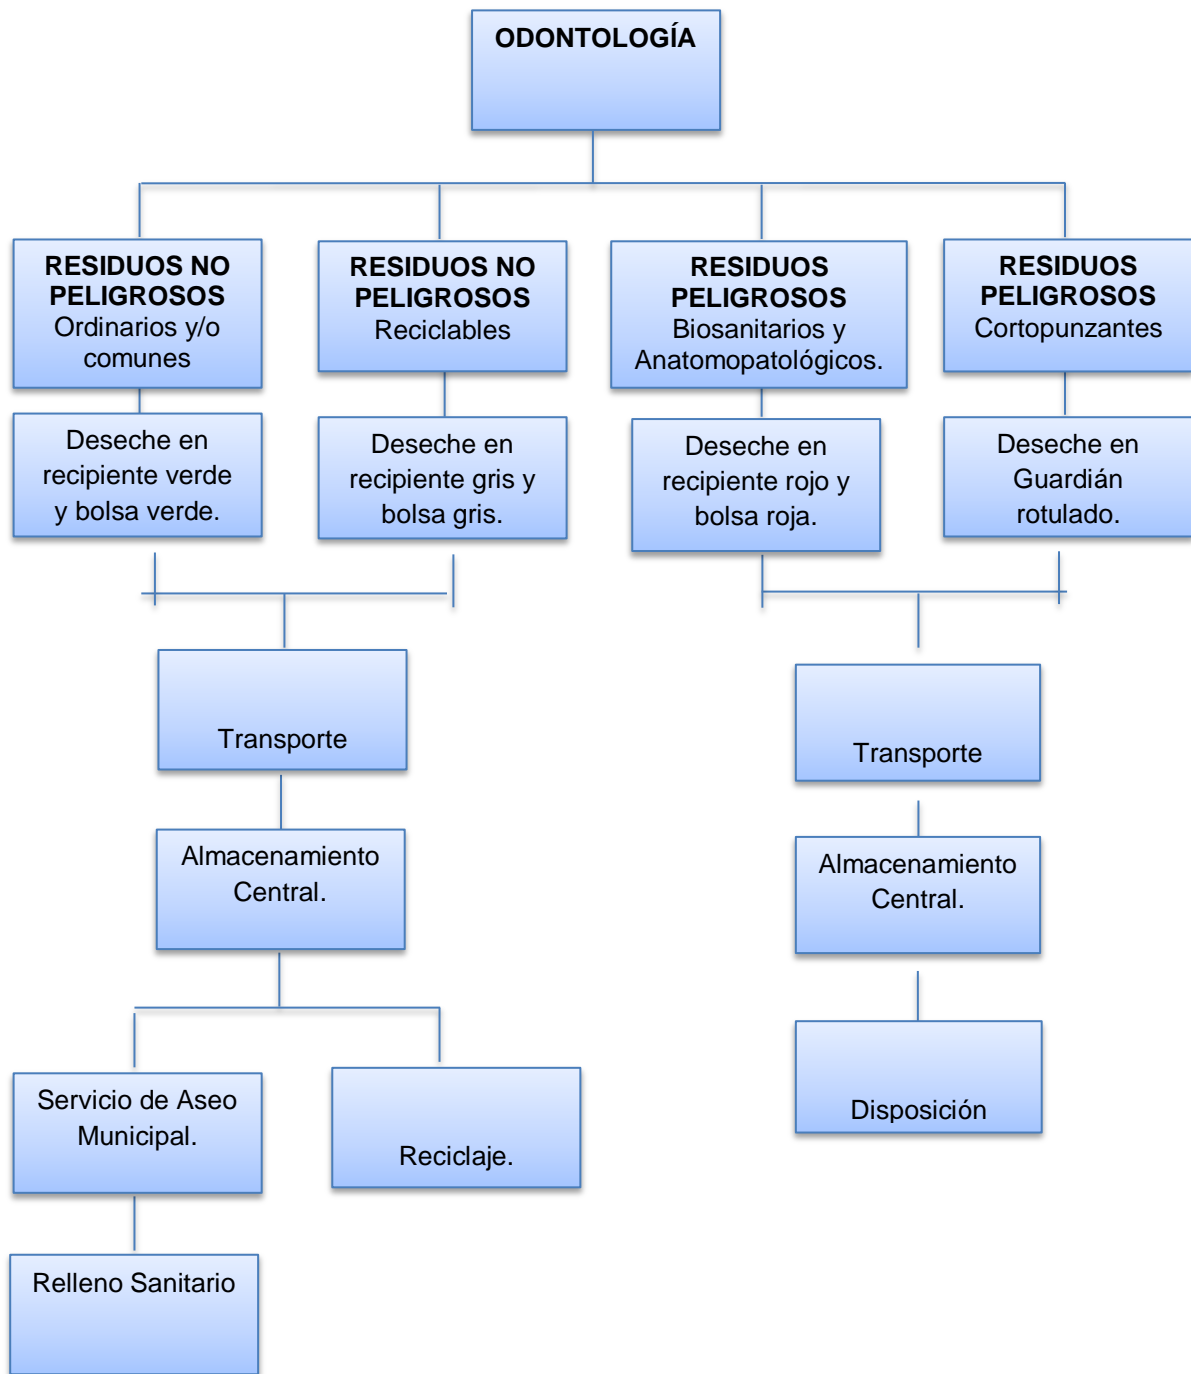 ODONTOLOGÍA
RESIDUOS NO
PELIGROSOS
Ordinarios y/o
comunes
RESIDUOS NO
PELIGROSOS
Reciclables
RESIDUOS
PELIGROSOS
Biosanitarios y
Anatomopatológicos.
RESIDUOS
PELIGROSOS
Cortopunzantes
Deseche en
recipiente verde
y bolsa verde.
Deseche en
recipiente gris y
bolsa gris.
Deseche en
recipiente rojo y
bolsa roja.
Deseche en
Guardián
rotulado.
Transporte
Transporte
Almacenamiento
Central.
Almacenamiento
Central.
Servicio de Aseo
Municipal.
Reciclaje.
Disposición
Relleno Sanitario